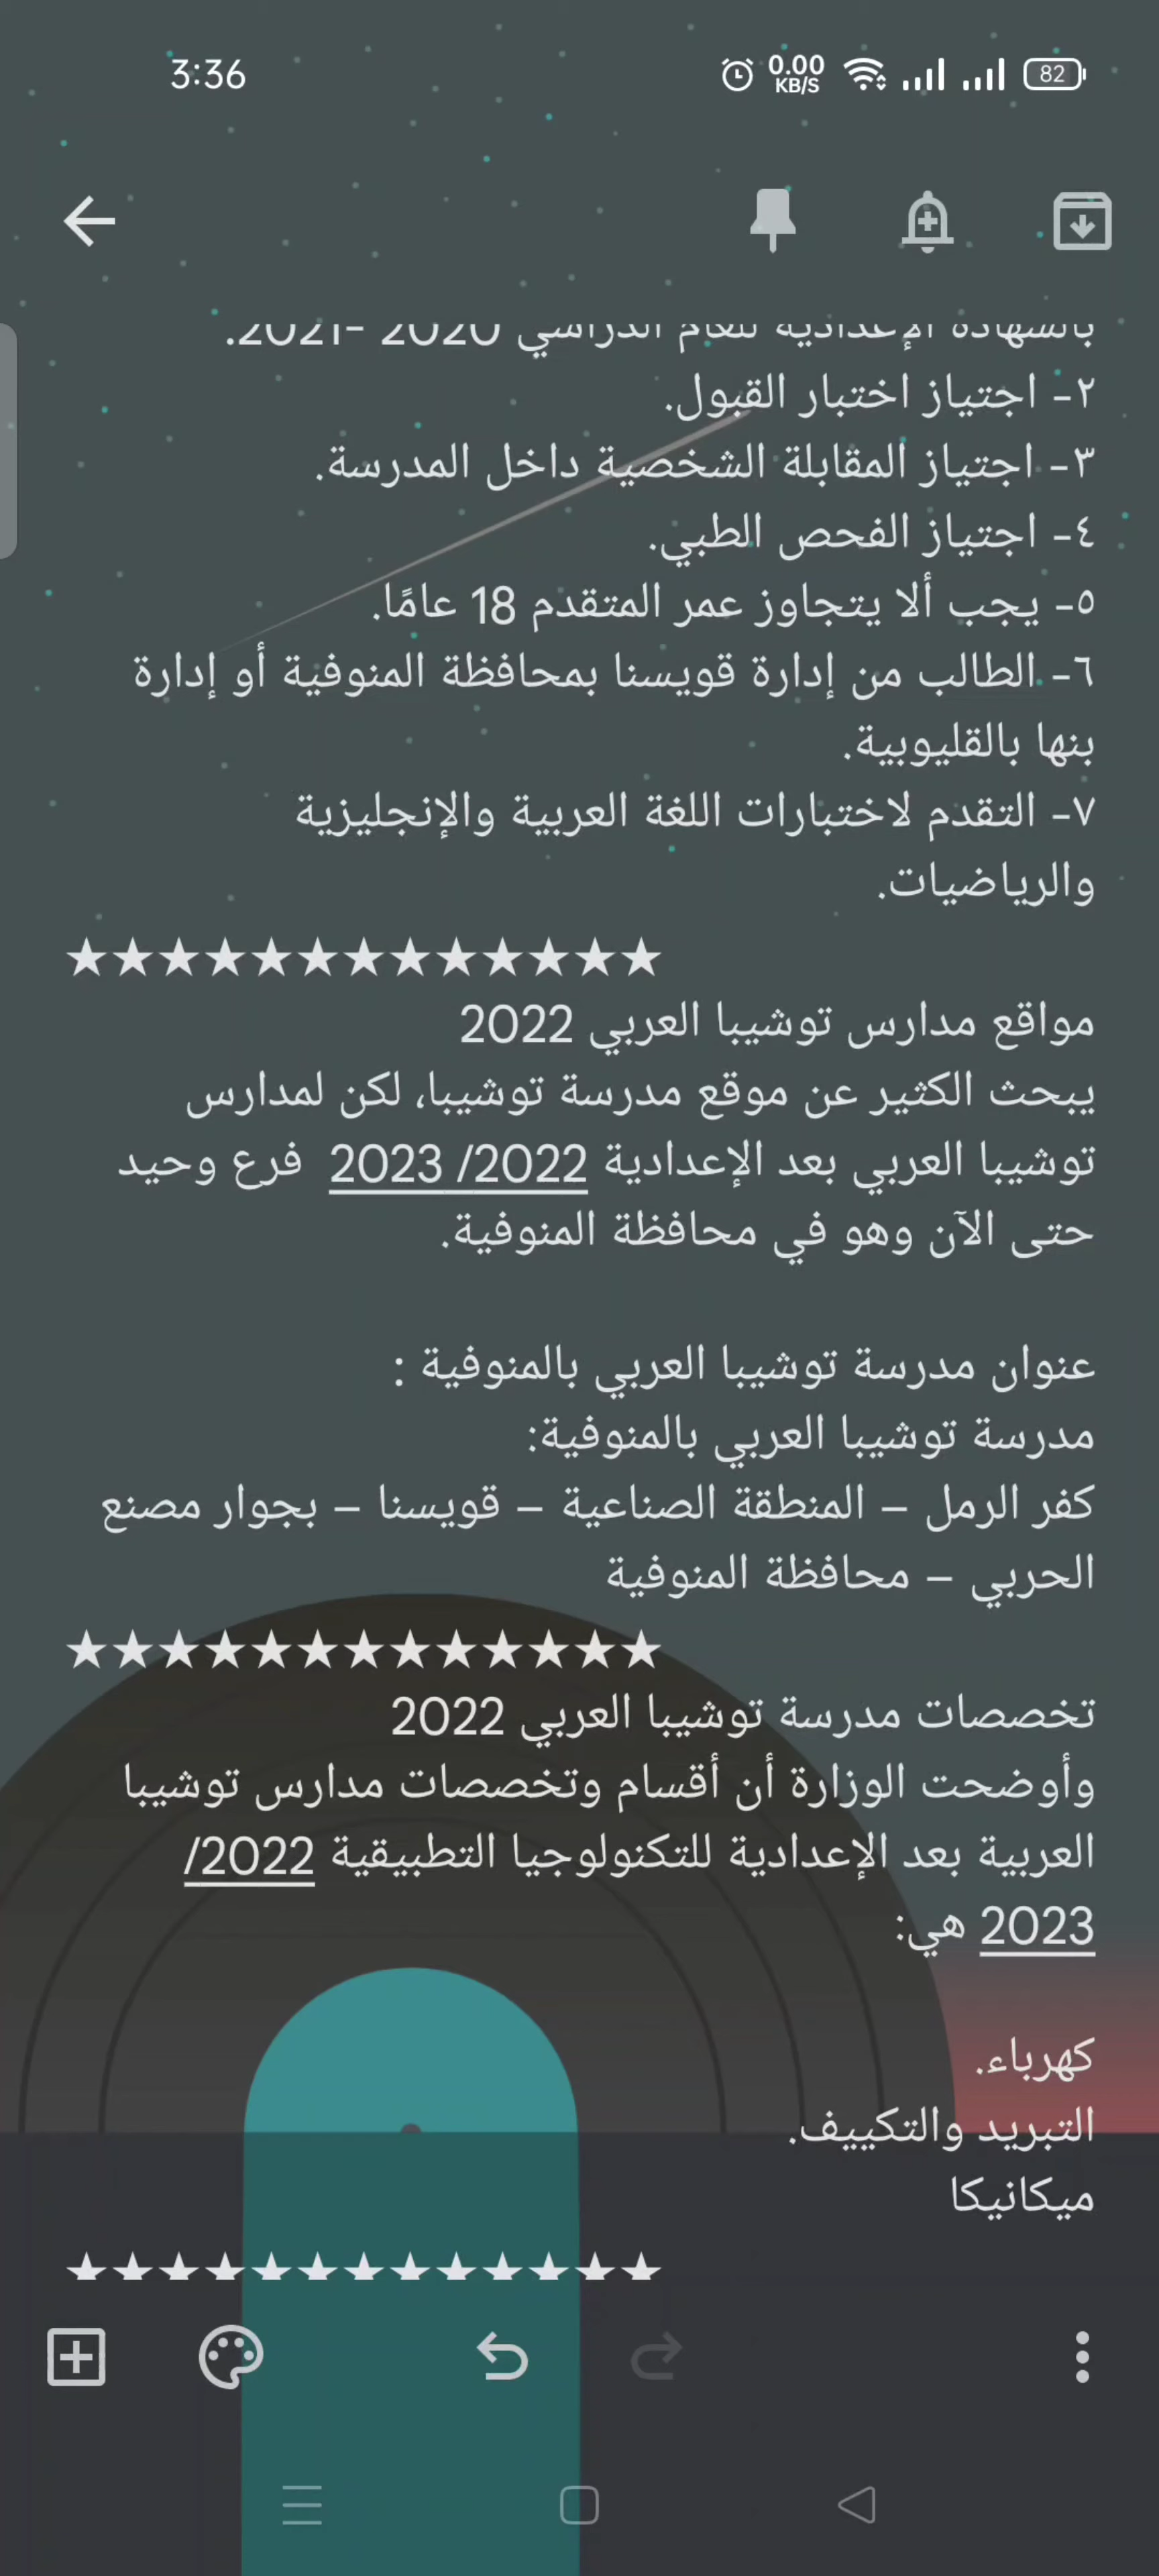 3:36
0.00 KB/S
82
بالشهادة الإعدادية للعام الدراسي 2020 -2021.
٢- اجتياز اختبار القبول.
٣- اجتياز المقابلة الشخصية داخل المدرسة.
٤- اجتياز الفحص الطبي.
٥- يجب ألا يتجاوز عمر المتقدم 18 عامًا.
٦- الطالب من إدارة قويسنا بمحافظة المنوفية أو إدارة
بنها بالقليوبية.
٧- التقدم لاختبارات اللغة العربية والإنجليزية
والرياضيات.
★★★★★★★★★★★★★
مواقع مدارس توشيبا العربي 2022
يبحث الكثير عن موقع مدرسة توشيبا، لكن لمدارس
توشيبا العربي بعد الإعدادية 2022/ 2023 فرع وحيد
حتى الآن وهو في محافظة المنوفية.
عنوان مدرسة توشيبا العربي بالمنوفية :
مدرسة توشيبا العربي بالمنوفية:
كفر الرمل – المنطقة الصناعية – قويسنا – بجوار مصنع
الحربي – محافظة المنوفية
★★★★★★★★★★★★★
تخصصات مدرسة توشيبا العربي 2022
وأوضحت الوزارة أن أقسام وتخصصات مدارس توشيبا
العربية بعد الإعدادية للتكنولوجيا التطبيقية 2022/
2023 هي:
كهرباء.
التبريد والتكييف.
ميكانيكا
★★★★★★★★★★★★★